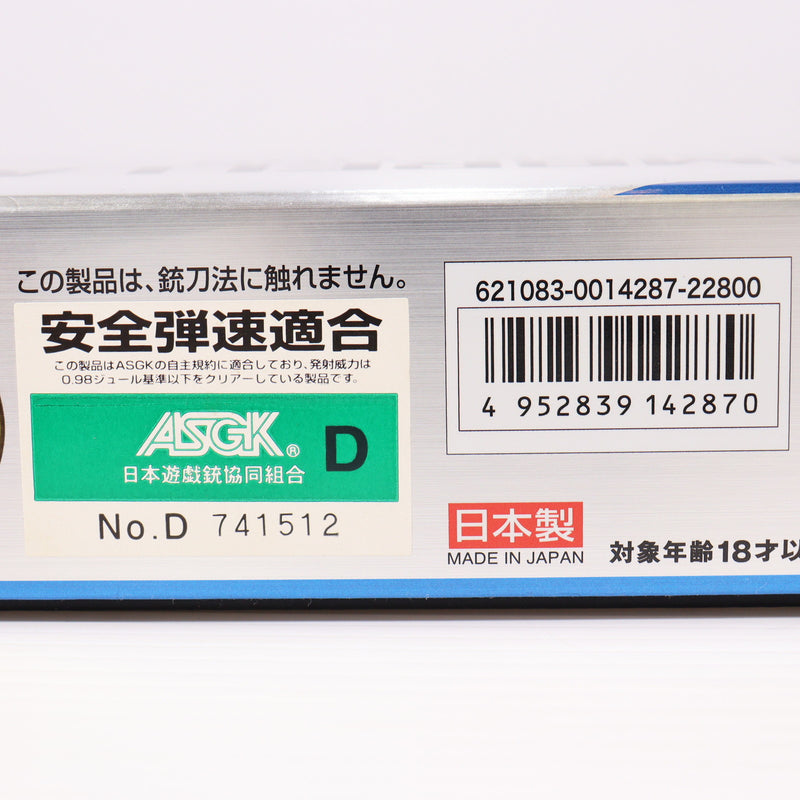 この製品は、銃刀法に触れません。
安全弾速適合
この製品はASGKの自主規約に適合しており、発射威力は
0.98ジュール基準以下をクリアーしている製品です。
ASGK® D
日本遊戯銃協同組合
No.D 741512
621083-0014287-22800
4 952839 142870
日本製
MADE IN JAPAN
対象年齢18才以